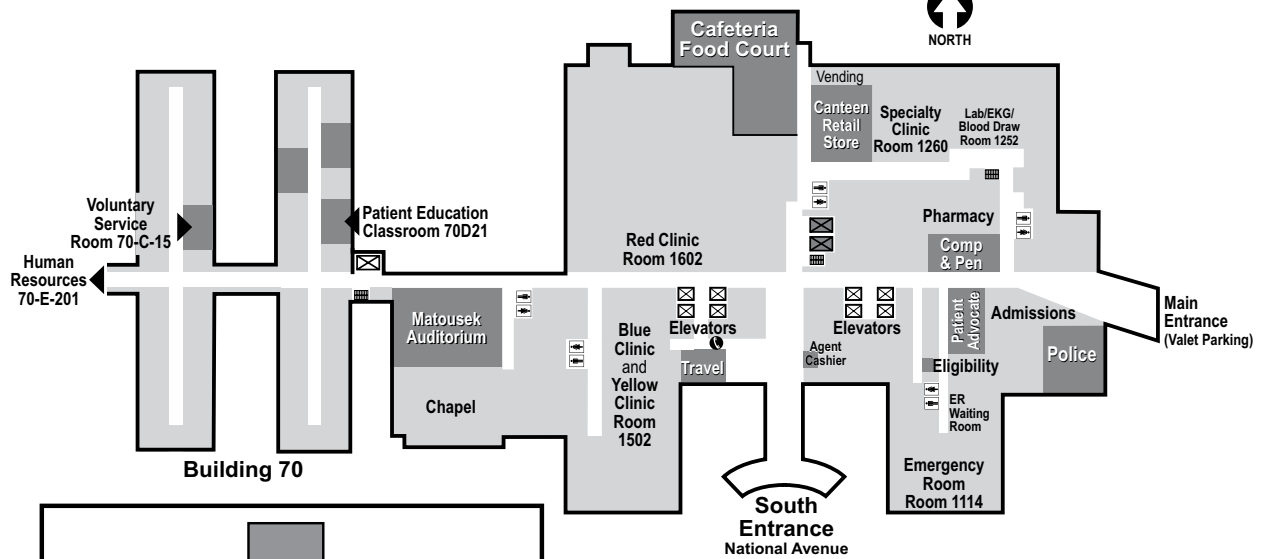 Cafeteria
Food Court
NORTH
Vending
Canteen
Retail
Store
Specialty
Clinic
Room 1260
Lab/EKG/
Blood Draw
Room 1252
Voluntary
Service
Room 70-C-15
Patient Education
Classroom 70D21
Human
Resources
70-E-201
Red Clinic
Room 1602
Pharmacy
Comp
& Pen
Matousek
Auditorium
Blue
Clinic
and
Yellow
Clinic
Room
1502
Elevators
Travel
Elevators
Agent
Cashier
Patient
Advocate
Admissions
Main
Entrance
(Valet Parking)
Police
Eligibility
ER
Waiting
Room
Chapel
Building 70
Emergency
Room
Room 1114
South
Entrance
National Avenue